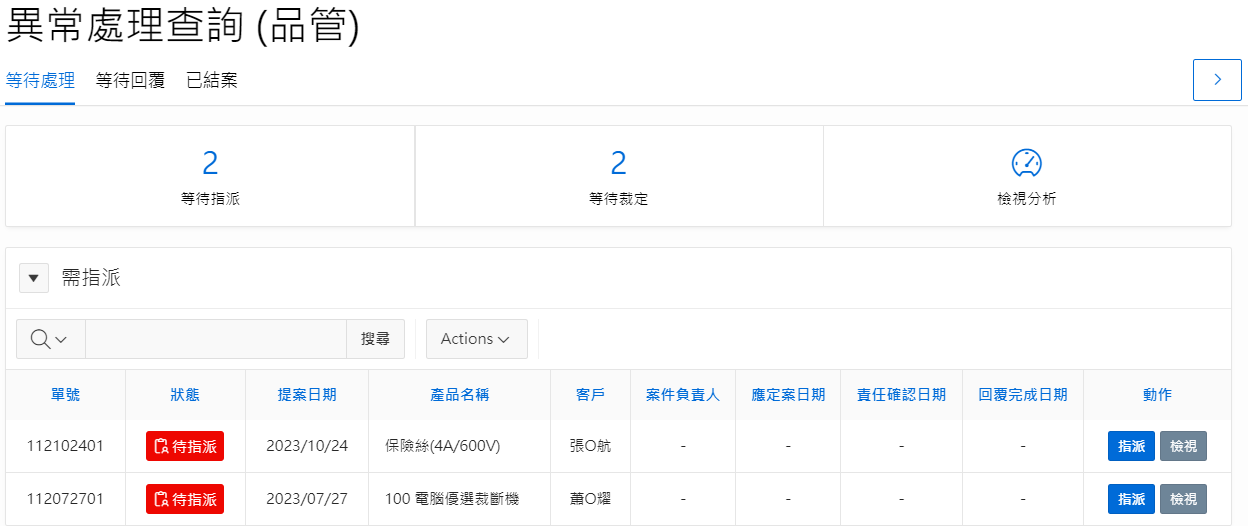 異常處理查詢 (品管)
等待處理 等待回覆 已結案
2 2
等待指派 等待裁定 檢視分析
需指派
搜尋 Actions
單號 狀態 提案日期 產品名稱 客戶 案件負責人 應定案日期 責任確認日期 回覆完成日期 動作
112102401 待指派 2023/10/24 保險絲(4A/600V) 張O航 - - - - 指派 檢視
112072701 待指派 2023/07/27 100 電腦優選裁斷機 蕭O耀 - - - - 指派 檢視